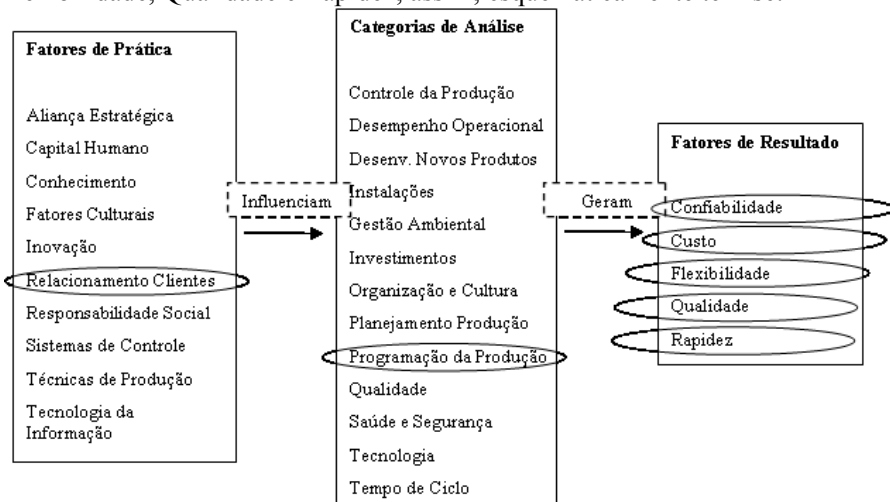 Fatores de Prática
Aliança Estratégica
Capital Humano
Conhecimento
Fatores Culturais
Inovação
Relacionamento Clientes
Responsabilidade Social
Sistemas de Controle
Técnicas de Produção
Tecnologia da
Informação
Influenciam
Categorias de Análise
Controle da Produção
Desempenho Operacional
Desenv. Novos Produtos
Instalações
Gestão Ambiental
Investimentos
Organização e Cultura
Planejamento Produção
Programação da Produção
Qualidade
Saúde e Segurança
Tecnologia
Tempo de Ciclo
Geram
Fatores de Resultado
Confiabilidade
Custo
Flexibilidade
Qualidade
Rapidez